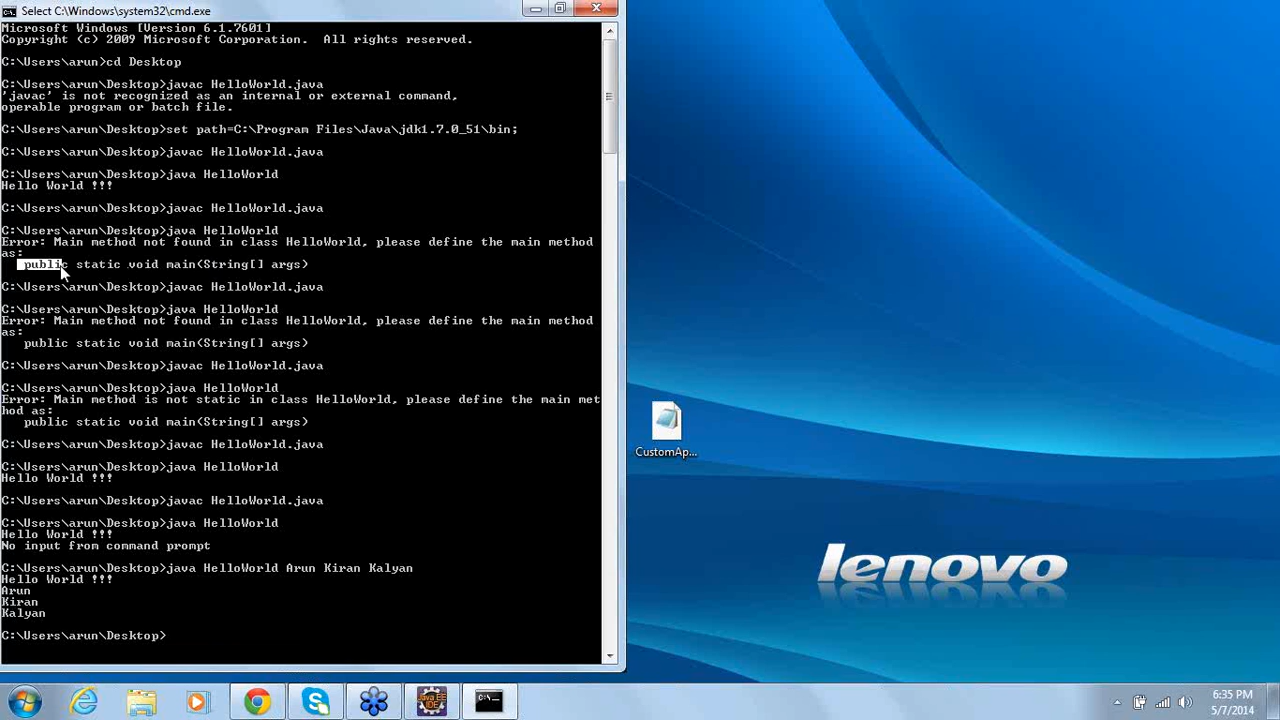 Select C:\Windows\system32\cmd.exe
Microsoft Windows [Version 6.1.7601]
Copyright (c) 2009 Microsoft Corporation.  All rights reserved.
C:\Users\arun>cd Desktop
C:\Users\arun\Desktop>javac HelloWorld.java
'javac' is not recognized as an internal or external command,
operable program or batch file.
C:\Users\arun\Desktop>set path=C:\Program Files\Java\jdk1.7.0_51\bin;
C:\Users\arun\Desktop>javac HelloWorld.java
C:\Users\arun\Desktop>java HelloWorld
Hello World !!!
C:\Users\arun\Desktop>javac HelloWorld.java
C:\Users\arun\Desktop>java HelloWorld
Error: Main method not found in class HelloWorld, please define the main method
as:
public static void main(String[] args)
C:\Users\arun\Desktop>javac HelloWorld.java
C:\Users\arun\Desktop>java HelloWorld
Error: Main method not found in class HelloWorld, please define the main method
as:
public static void main(String[] args)
C:\Users\arun\Desktop>javac HelloWorld.java
C:\Users\arun\Desktop>java HelloWorld
Error: Main method is not static in class HelloWorld, please define the main met
hod as:
public static void main(String[] args)
C:\Users\arun\Desktop>javac HelloWorld.java
C:\Users\arun\Desktop>java HelloWorld
Hello World !!!
C:\Users\arun\Desktop>javac HelloWorld.java
C:\Users\arun\Desktop>java HelloWorld
Hello World !!!
No input from command prompt
C:\Users\arun\Desktop>java HelloWorld Arun Kiran Kalyan
Hello World !!!
Arun
Kiran
Kalyan
C:\Users\arun\Desktop>
CustomAp...
lenovo
Java EE
IDE
C:\
6:35 PM
5/7/2014